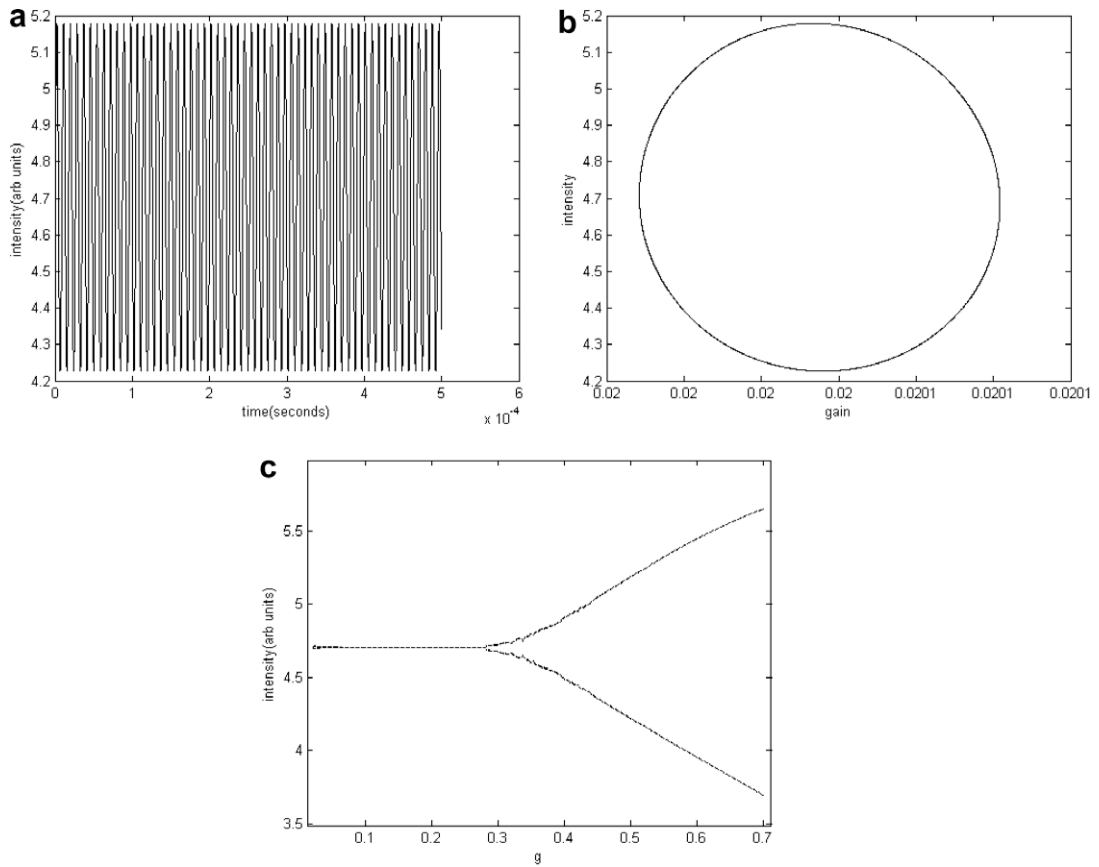 a
5.2
5.1
5
4.9
4.8
4.7
4.6
4.5
4.4
4.3
4.2
intensity(arb units)
0 1 2 3 4 5 6
time(seconds)
x 10-4
b
5.2
5.1
5
4.9
4.8
4.7
4.6
4.5
4.4
4.3
4.2
intensity
0.02 0.02 0.02 0.02 0.0201 0.0201 0.0201
gain
c
5.5
5
4.5
4
3.5
intensity(arb units)
0.1 0.2 0.3 0.4 0.5 0.6 0.7
g